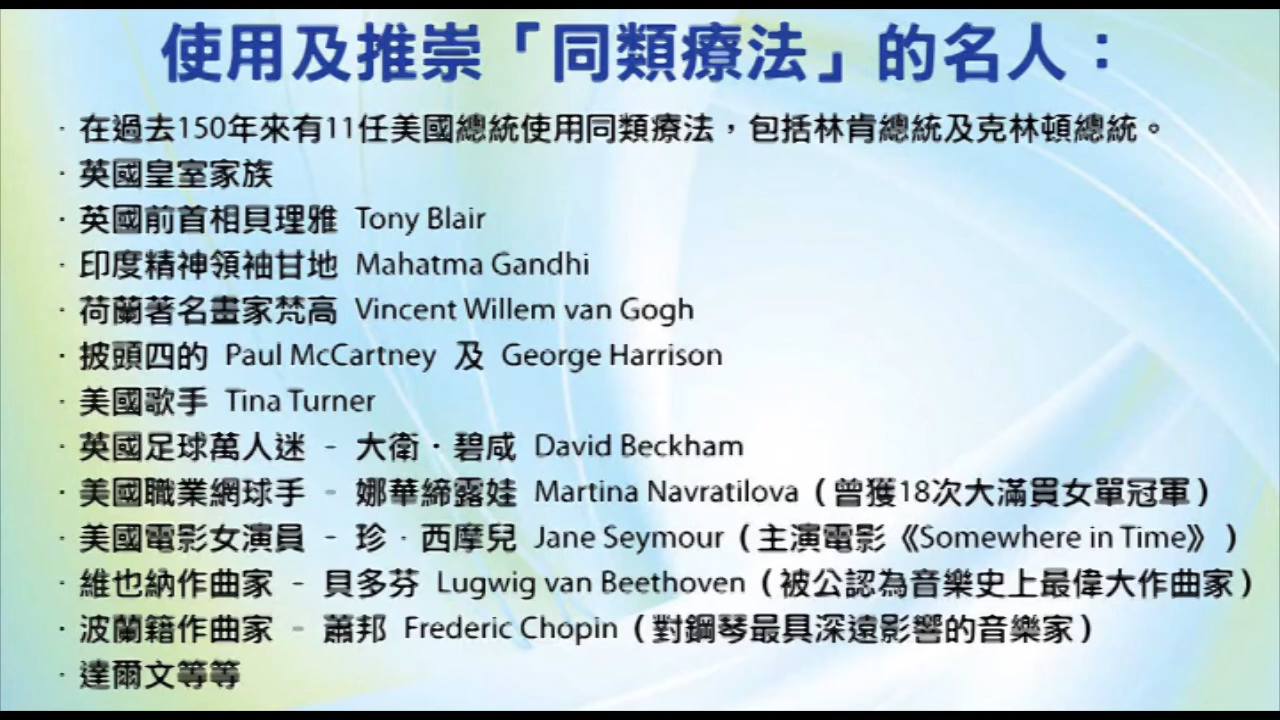 使用及推崇「同類療法」的名人：
· 在過去150年來有11任美國總統使用同類療法，包括林肯總統及克林頓總統。
· 英國皇室家族
· 英國前首相貝理雅 Tony Blair
· 印度精神領袖甘地 Mahatma Gandhi
· 荷蘭著名畫家梵高 Vincent Willem van Gogh
· 披頭四的 Paul McCartney 及 George Harrison
· 美國歌手 Tina Turner
· 英國足球萬人迷 – 大衛·碧咸 David Beckham
· 美國職業網球手 – 娜華締露娃 Martina Navratilova（曾獲18次大滿貫女單冠軍）
· 美國電影女演員 – 珍·西摩兒 Jane Seymour（主演電影《Somewhere in Time》）
· 維也納作曲家 – 貝多芬 Lugwig van Beethoven（被公認為音樂史上最偉大作曲家）
· 波蘭籍作曲家 – 蕭邦 Frederic Chopin（對鋼琴最具深遠影響的音樂家）
· 達爾文等等